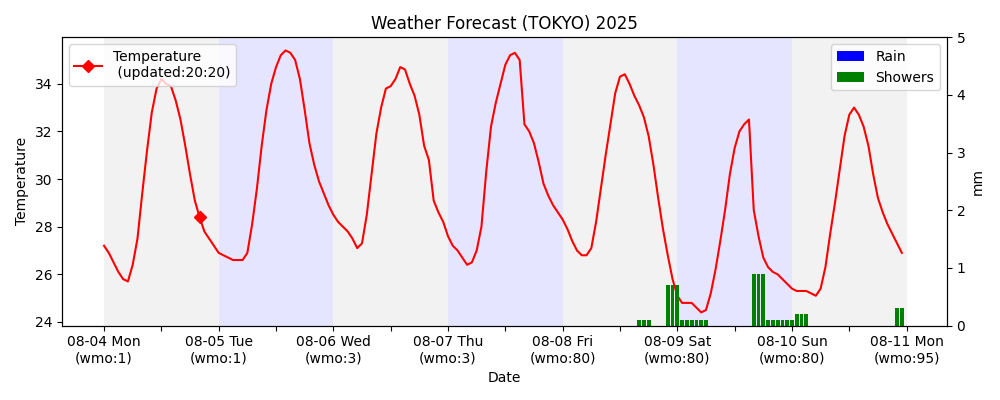 Weather Forecast (TOKYO) 2025
Temperature
(updated:20:20)
Rain
Showers
Temperature
34
32
30
28
26
24
5
4
3
2
1
0
mm
08-04 Mon
(wmo:1)
08-05 Tue
(wmo:1)
08-06 Wed
(wmo:3)
08-07 Thu
(wmo:3)
08-08 Fri
(wmo:80)
08-09 Sat
(wmo:80)
08-10 Sun
(wmo:80)
08-11 Mon
(wmo:95)
Date